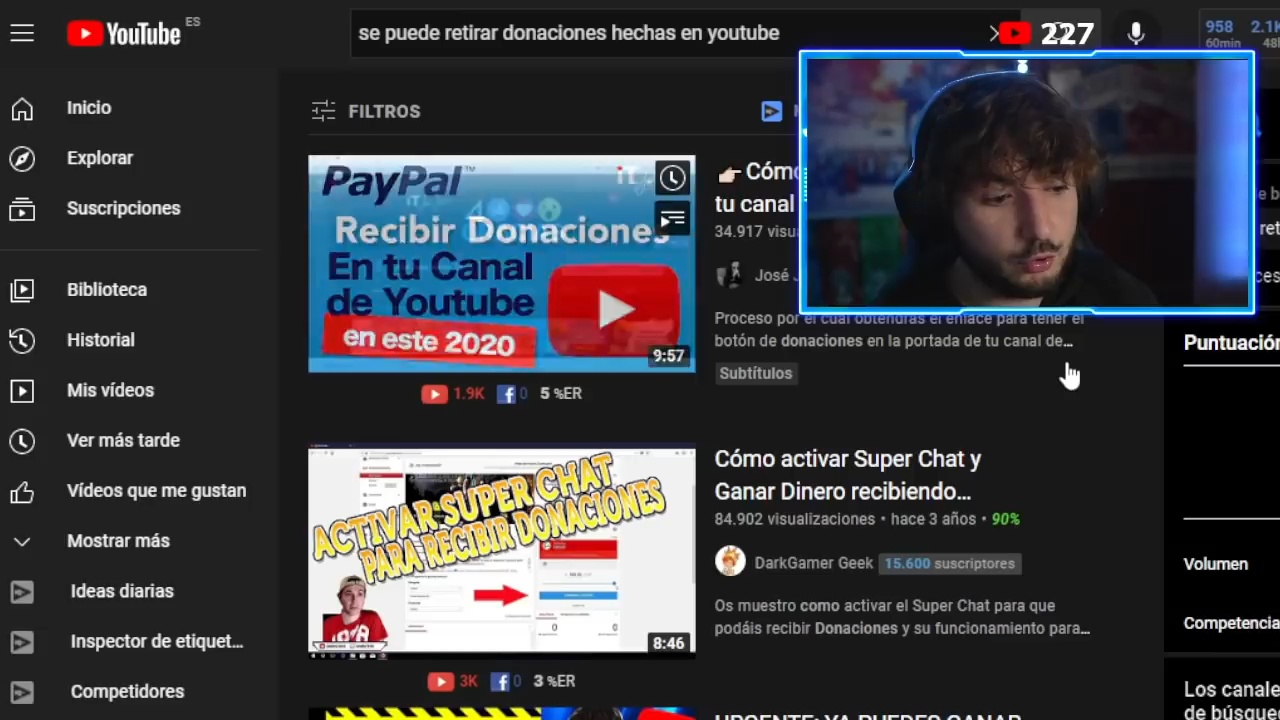 YouTube ES
se puede retirar donaciones hechas en youtube
227
958
60min
Inicio
Explorar
Suscripciones
Biblioteca
Historial
Mis vídeos
Ver más tarde
Vídeos que me gustan
Mostrar más
Ideas diarias
Inspector de etiquet...
Competidores
FILTROS
PayPal™
Recibir Donaciones
En tu Canal
de Youtube
en este 2020
9:57
1.9K 0 5 %ER
tu canal
34.917
José
Proceso por el cual obtendrás el enlace para tener el
botón de donaciones en la portada de tu canal de...
Subtítulos
ACTIVAR SUPER CHAT
PARA RECIBIR DONACIONES
8:46
3K 0 3 %ER
Cómo activar Super Chat y
Ganar Dinero recibiendo...
84.902 visualizaciones • hace 3 años • 90%
DarkGamer Geek 15.600 suscriptores
Os muestro como activar el Super Chat para que
podáis recibir Donaciones y su funcionamiento para...
URGENTE: YA PUEDES GANAR
Puntuación
Volumen
Competencia
Los canale
de búsque